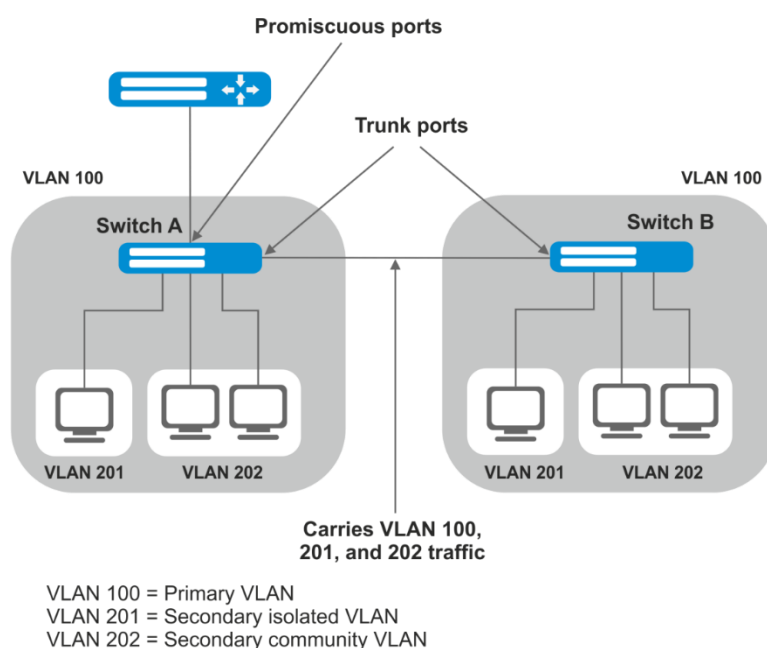 Promiscuous ports
Trunk ports
VLAN 100
VLAN 100
Switch A
Switch B
VLAN 201
VLAN 202
VLAN 201
VLAN 202
Carries VLAN 100,
201, and 202 traffic
VLAN 100 = Primary VLAN
VLAN 201 = Secondary isolated VLAN
VLAN 202 = Secondary community VLAN